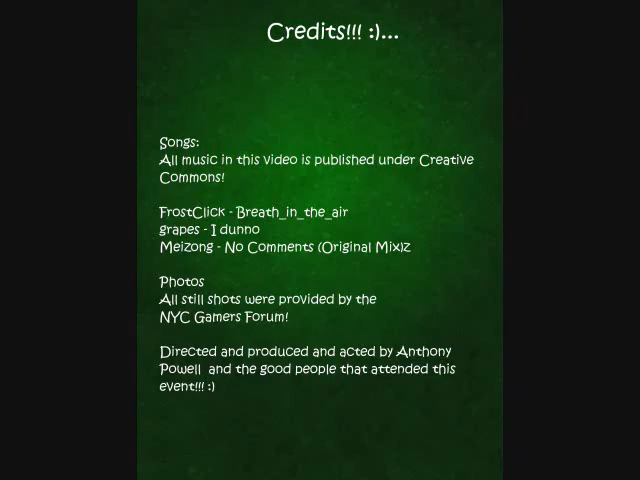 Credits!!! :)...
Songs:
All music in this video is published under Creative
Commons!
FrostClick - Breath_in_the_air
grapes - I dunno
Meizong - No Comments (Original Mix)z
Photos
All still shots were provided by the
NYC Gamers Forum!
Directed and produced and acted by Anthony
Powell  and the good people that attended this
event!!! :)